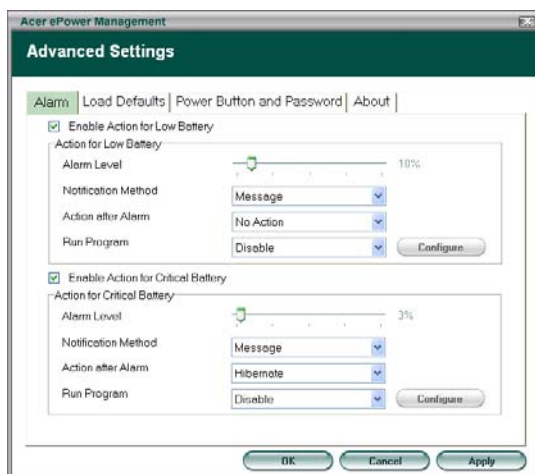 Acer ePower Management
Advanced Settings
Alarm Load Defaults Power Button and Password About
Enable Action for Low Battery
Action for Low Battery
Alarm Level 10%
Notification Method Message
Action after Alarm No Action
Run Program Disable Configure
Enable Action for Critical Battery
Action for Critical Battery
Alarm Level 3%
Notification Method Message
Action after Alarm Hibernate
Run Program Disable Configure
OK Cancel Apply